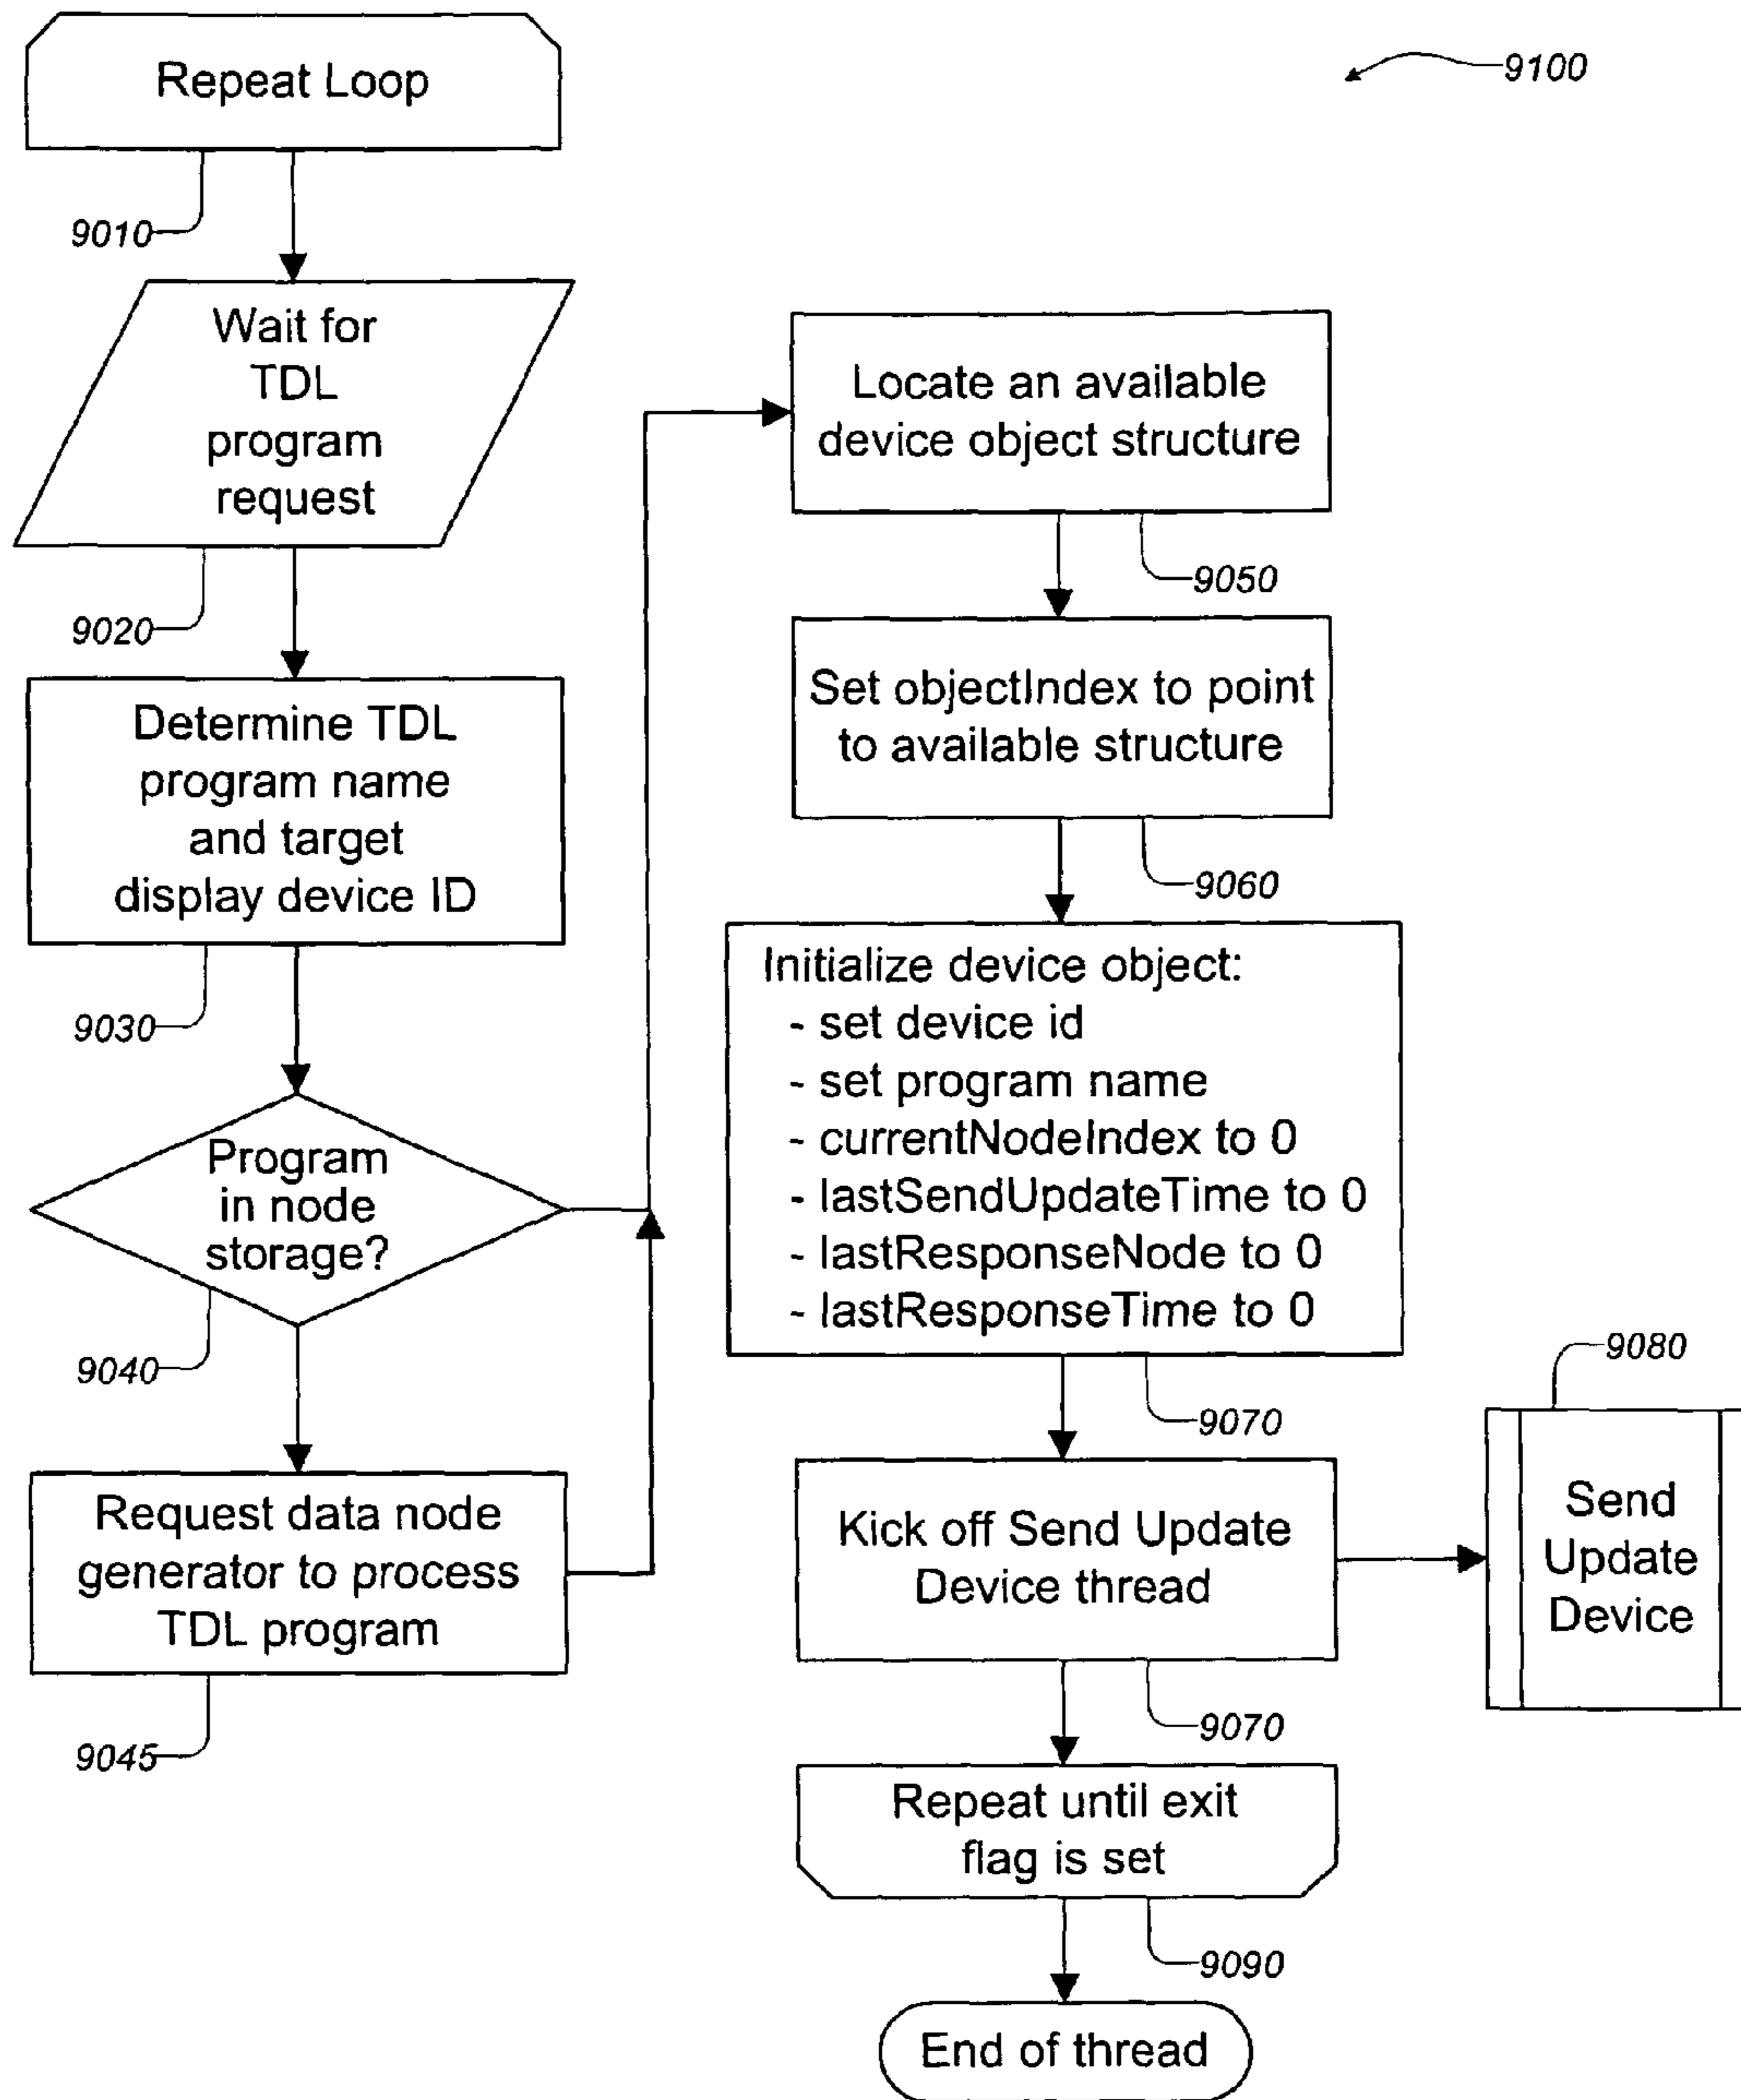 Repeat Loop
9010
Wait for
TDL
program
request
9020
Determine TDL
program name
and target
display device ID
9030
Program
in node
storage?
9040
Request data node
generator to process
TDL program
9045
9100
Locate an available
device object structure
9050
Set objectIndex to point
to available structure
9060
Initialize device object:
- set device id
- set program name
- currentNodeIndex to 0
- lastSendUpdateTime to 0
- lastResponseNode to 0
- lastResponseTime to 0
9070
Kick off Send Update
Device thread
9070
9080
Send
Update
Device
Repeat until exit
flag is set
9090
End of thread